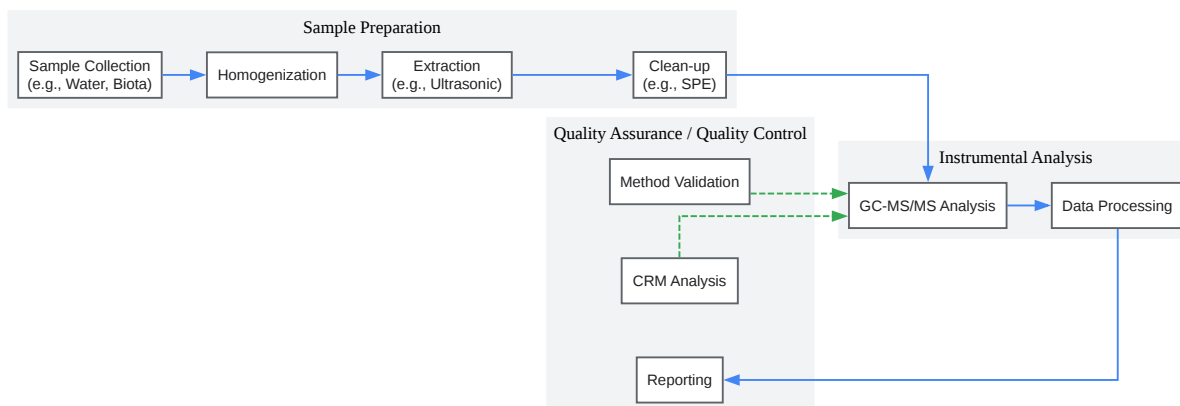 Sample Preparation
Sample Collection
(e.g., Water, Biota)
Homogenization
Extraction
(e.g., Ultrasonic)
Clean-up
(e.g., SPE)
Quality Assurance / Quality Control
Method Validation
CRM Analysis
Reporting
Instrumental Analysis
GC-MS/MS Analysis
Data Processing